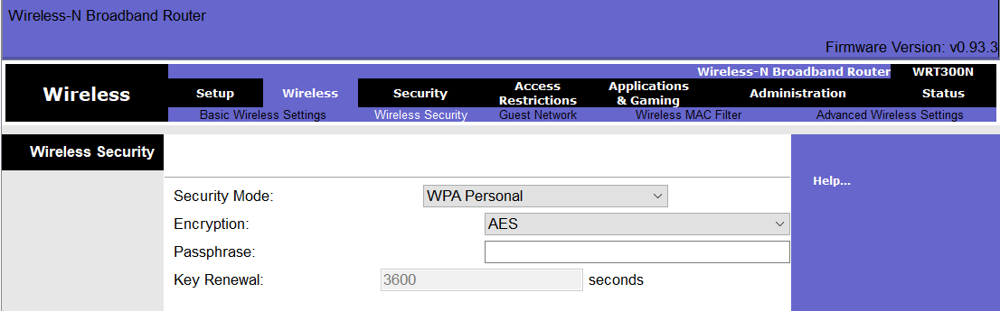 Wireless-N Broadband Router
Firmware Version: v0.93.3
Wireless-N Broadband Router WRT300N
Wireless
Setup Wireless Security Access Restrictions Applications & Gaming Administration Status
Basic Wireless Settings Wireless Security Guest Network Wireless MAC Filter Advanced Wireless Settings
Wireless Security
Help...
Security Mode: WPA Personal
Encryption: AES
Passphrase:
Key Renewal: 3600 seconds